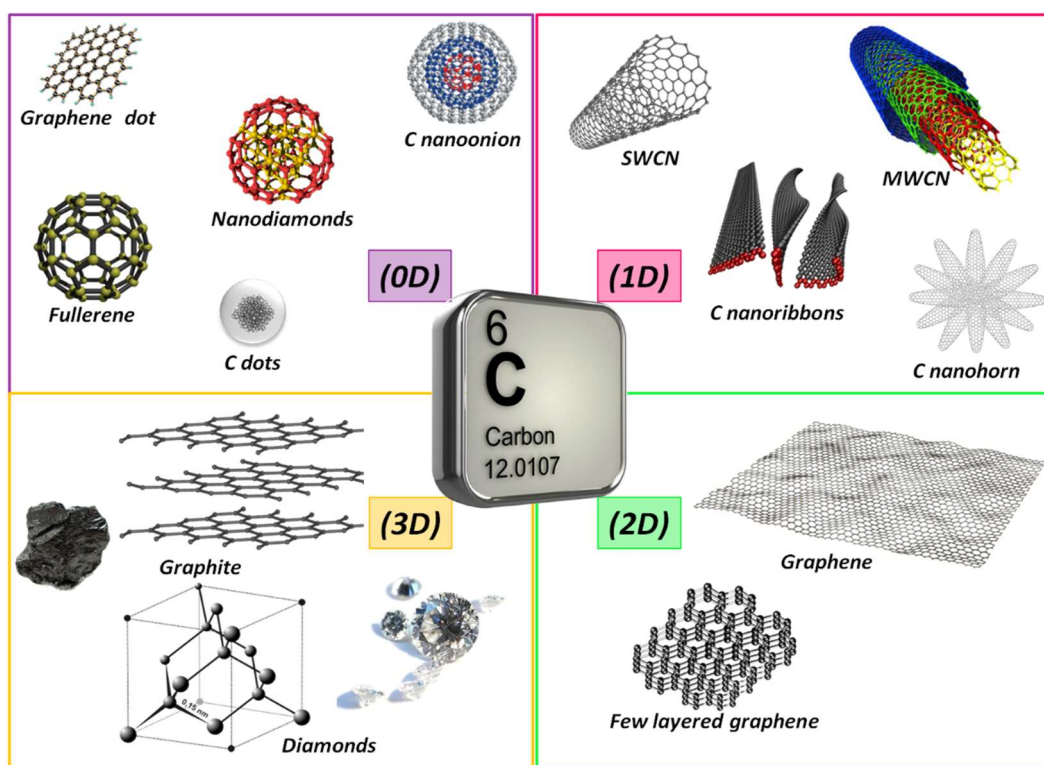 Graphene dot
C nanoonion
Nanodiamonds
Fullerene
C dots
(0D)
SWCN
MWCN
C nanoribbons
C nanohorn
(1D)
6
C
Carbon
12.0107
(3D)
Graphite
0,15 nm
Diamonds
(2D)
Graphene
Few layered graphene